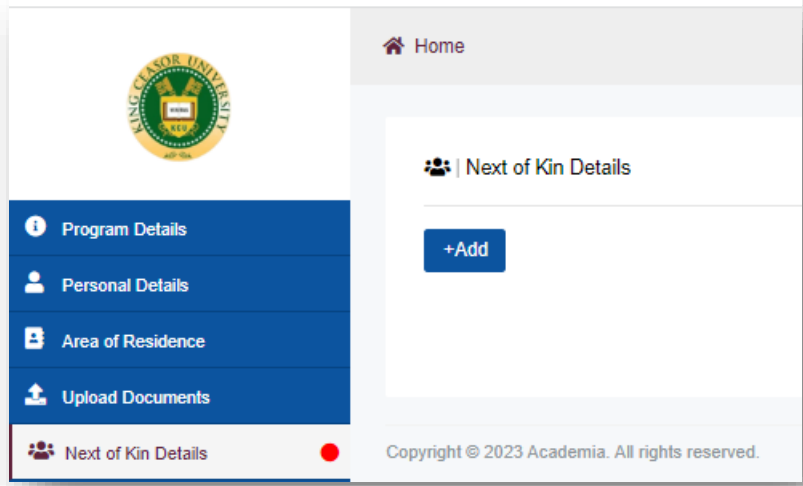 KING CEASOR UNIVERSITY
KCU
Program Details
Personal Details
Area of Residence
Upload Documents
Next of Kin Details
Home
| Next of Kin Details
+Add
Copyright © 2023 Academia. All rights reserved.